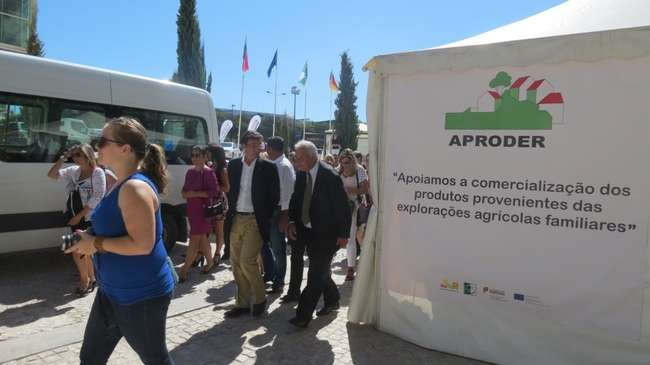 APRODER
"Apoiamos a comercialização dos
produtos provenientes das
explorações agrícolas familiares"